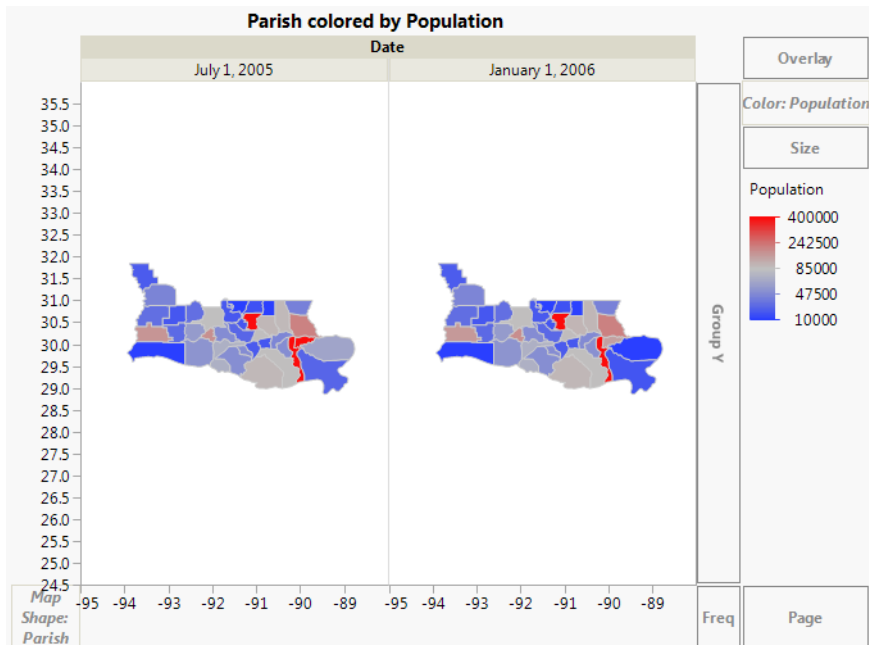 Parish colored by Population
Date
July 1, 2005
January 1, 2006
35.5
35.0
34.5
34.0
33.5
33.0
32.5
32.0
31.5
31.0
30.5
30.0
29.5
29.0
28.5
28.0
27.5
27.0
26.5
26.0
25.5
25.0
24.5
-95 -94 -93 -92 -91 -90 -89 -95 -94 -93 -92 -91 -90 -89
Map
Shape:
Parish
Overlay
Color: Population
Size
Population
400000
242500
85000
47500
10000
Group Y
Freq
Page